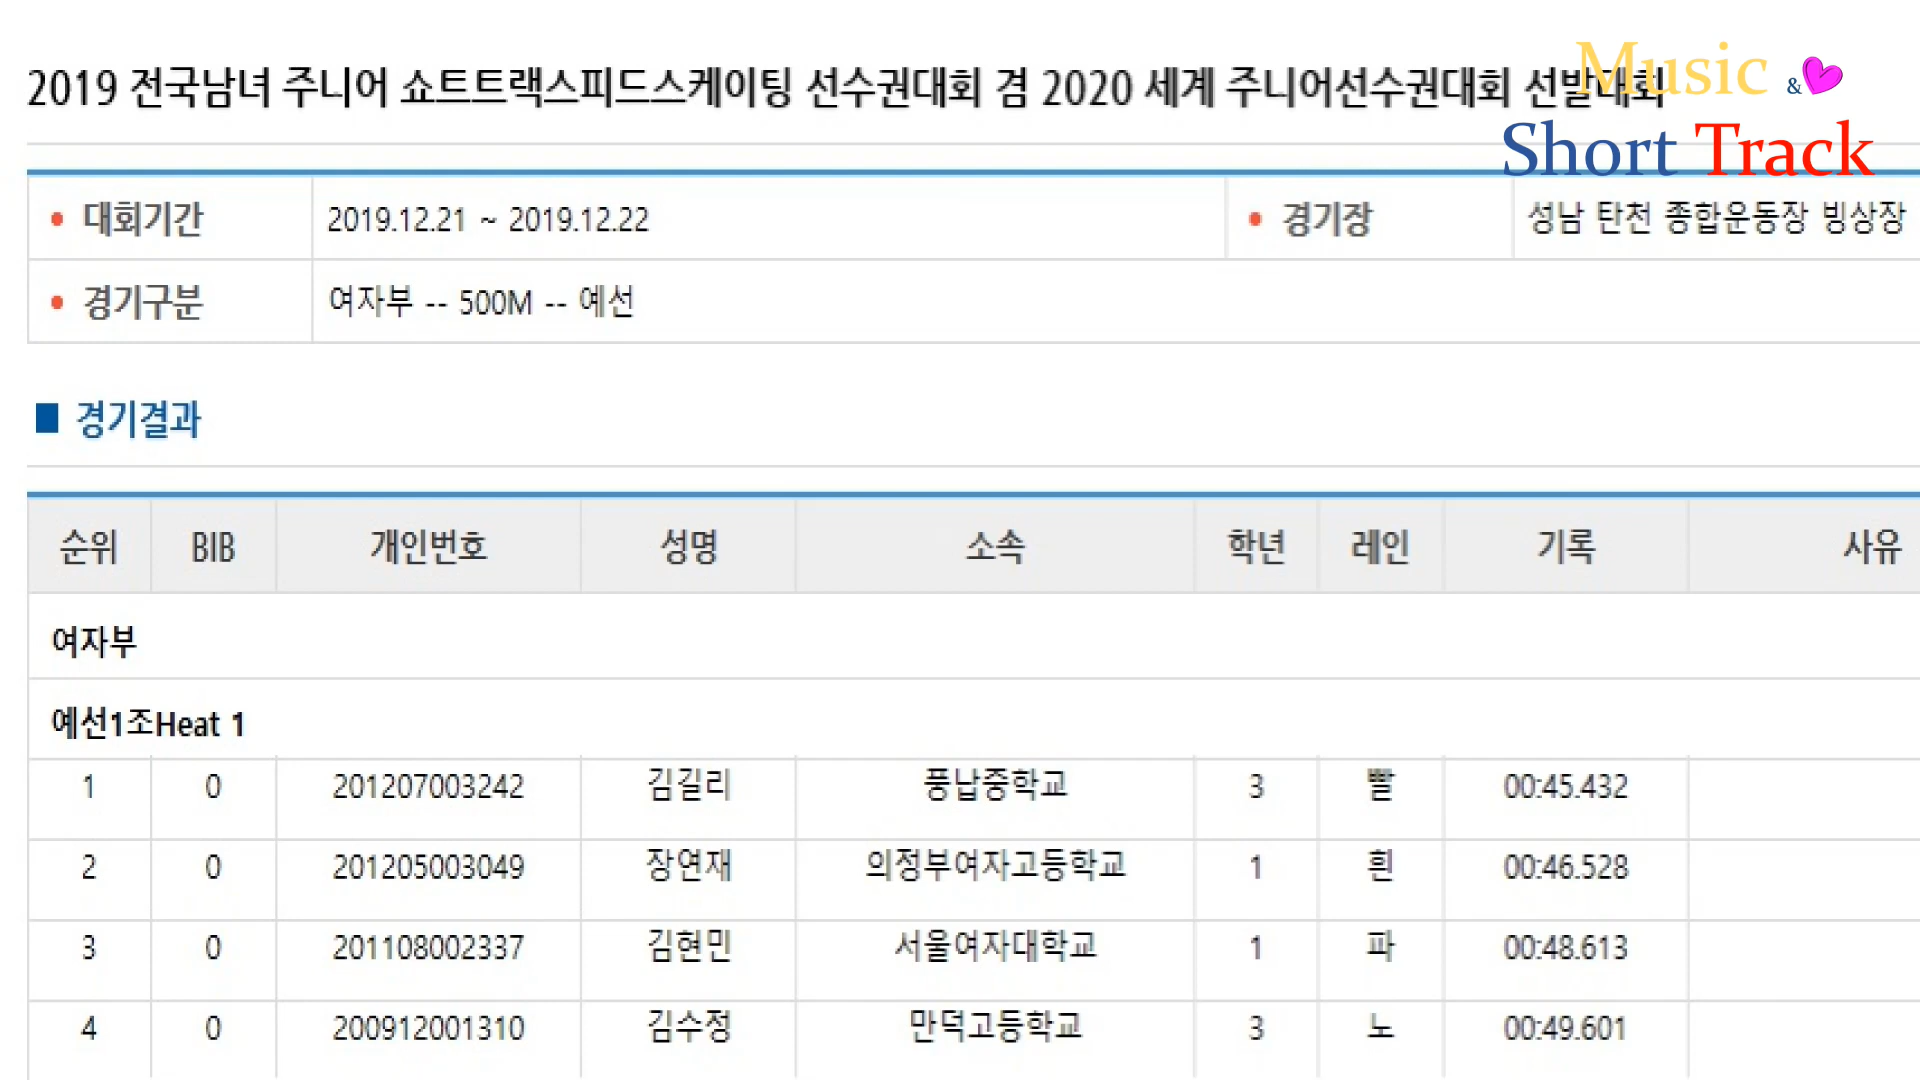 2019 전국남녀 주니어 쇼트트랙스피드스케이팅 선수권대회 겸 2020 세계 주니어선수권대회 선발대회
Music &
Short Track
대회기간 2019.12.21 ~ 2019.12.22 경기장 성남 탄천 종합운동장 빙상장
경기구분 여자부 -- 500M -- 예선
경기결과
순위 BIB 개인번호 성명 소속 학년 레인 기록 사유
여자부
예선1조Heat 1
1 0 201207003242 김길리 풍납중학교 3 빨 00:45.432
2 0 201205003049 장연재 의정부여자고등학교 1 흰 00:46.528
3 0 201108002337 김현민 서울여자대학교 1 파 00:48.613
4 0 200912001310 김수정 만덕고등학교 3 노 00:49.601